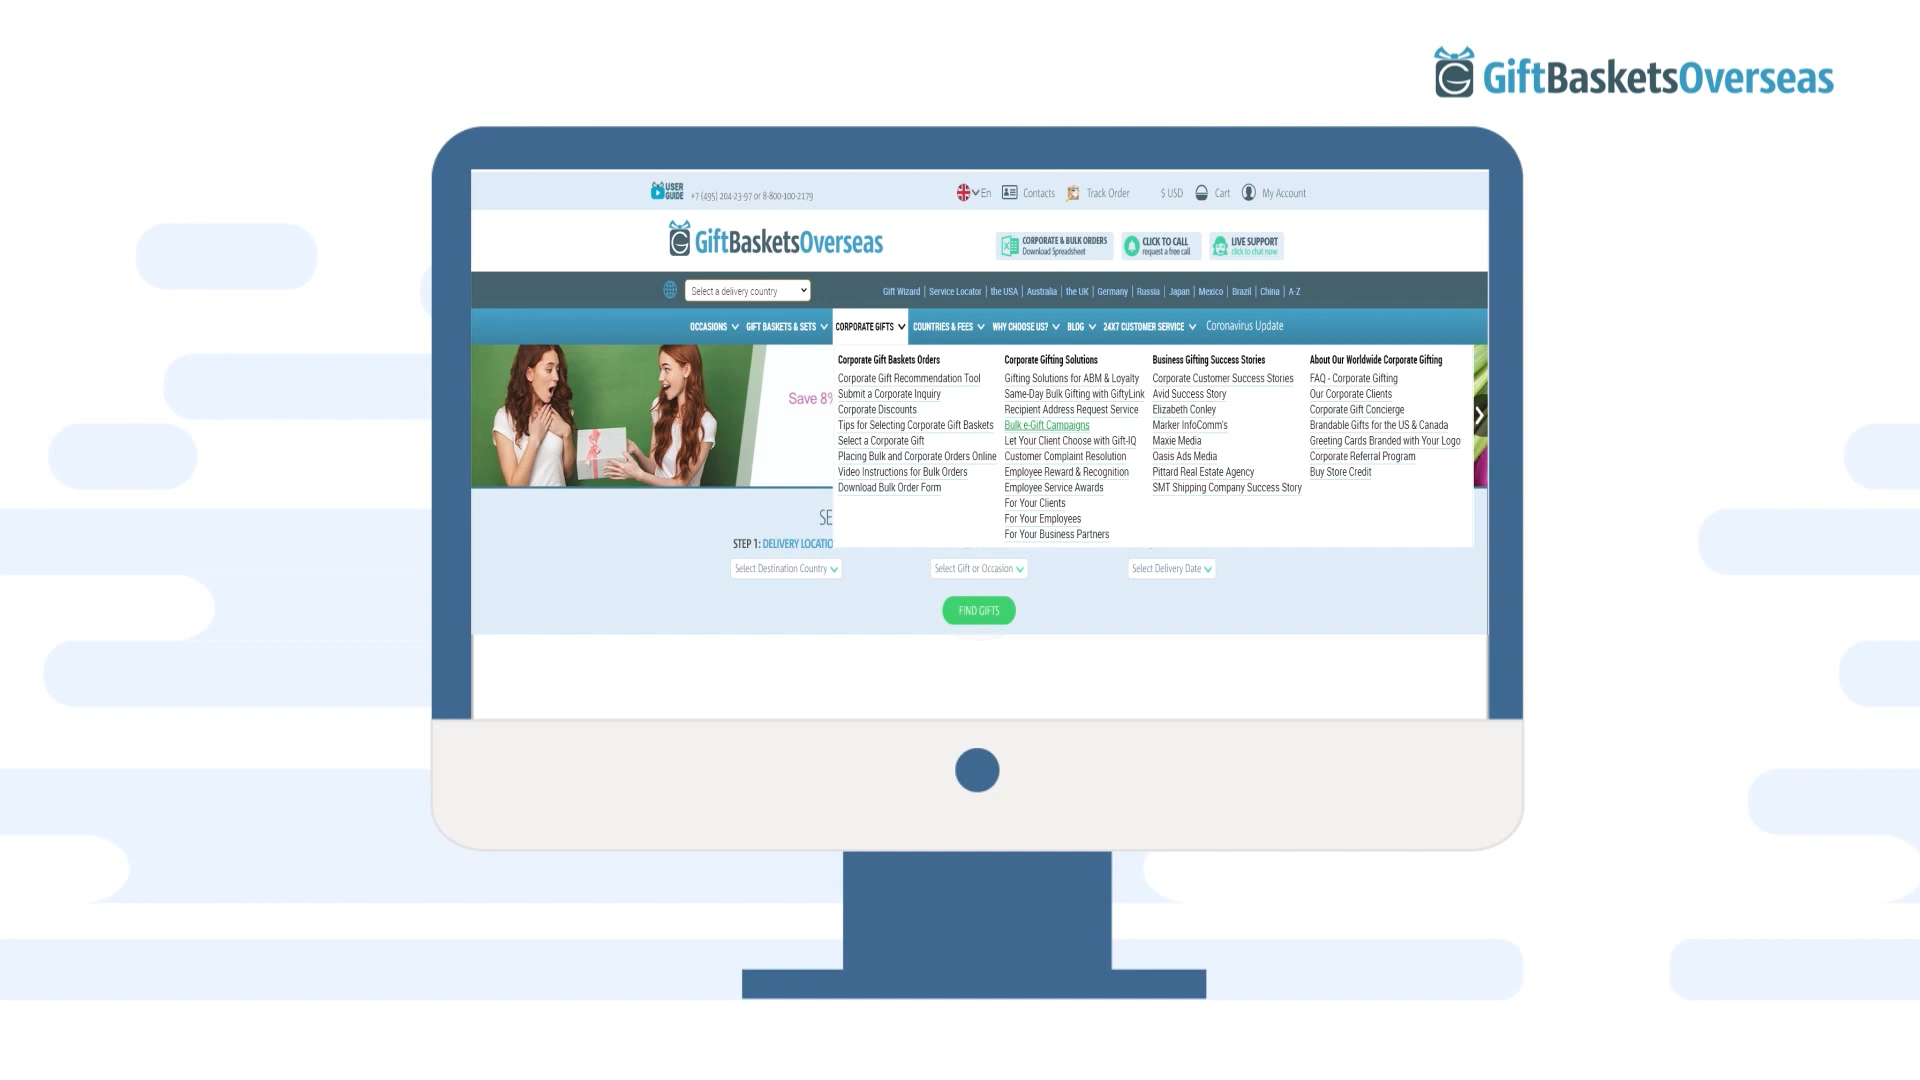 GiftBasketsOverseas
USER GUIDE
+7 (495) 204-23-97 or 8-800-100-2179
En
Contacts
Track Order
$ USD
Cart
My Account
GiftBasketsOverseas
CORPORATE & BULK ORDERS
Download Spreadsheet
CLICK TO CALL
request a free call
LIVE SUPPORT
click to chat now
Select a delivery country
Gift Wizard | Service Locator | the USA | Australia | the UK | Germany | Russia | Japan | Mexico | Brazil | China | A-Z
OCCASIONS
GIFT BASKETS & SETS
CORPORATE GIFTS
COUNTRIES & FEES
WHY CHOOSE US?
BLOG
24X7 CUSTOMER SERVICE
Coronavirus Update
Save 8%
Corporate Gift Baskets Orders
Corporate Gift Recommendation Tool
Submit a Corporate Inquiry
Corporate Discounts
Tips for Selecting Corporate Gift Baskets
Select a Corporate Gift
Placing Bulk and Corporate Orders Online
Video Instructions for Bulk Orders
Download Bulk Order Form
Corporate Gifting Solutions
Gifting Solutions for ABM & Loyalty
Same-Day Bulk Gifting with GiftyLink
Recipient Address Request Service
Bulk e-Gift Campaigns
Let Your Client Choose with Gift-IQ
Customer Complaint Resolution
Employee Reward & Recognition
Employee Service Awards
For Your Clients
For Your Employees
For Your Business Partners
Business Gifting Success Stories
Corporate Customer Success Stories
Avid Success Story
Elizabeth Conley
Marker InfoComm's
Maxie Media
Oasis Ads Media
Pittard Real Estate Agency
SMT Shipping Company Success Story
About Our Worldwide Corporate Gifting
FAQ - Corporate Gifting
Our Corporate Clients
Corporate Gift Concierge
Brandable Gifts for the US & Canada
Greeting Cards Branded with Your Logo
Corporate Referral Program
Buy Store Credit
SE
STEP 1: DELIVERY LOCATIO
Select Destination Country
Select Gift or Occasion
Select Delivery Date
FIND GIFTS